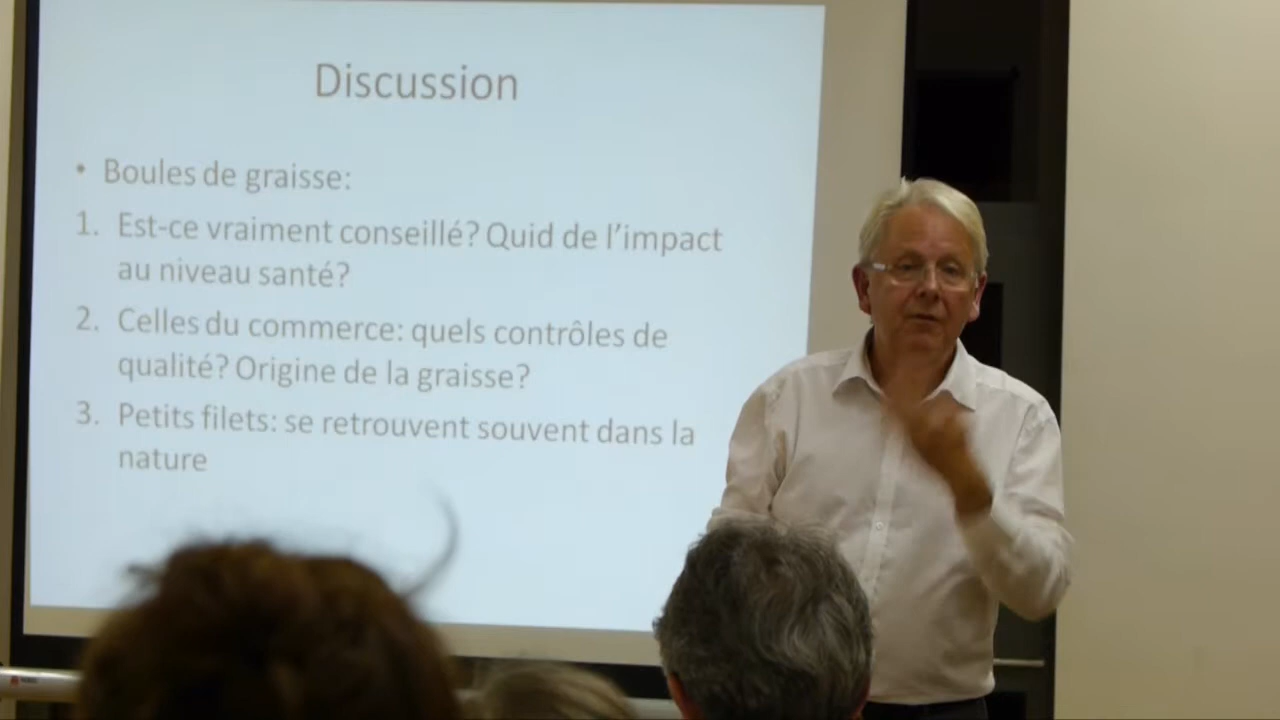 Discussion
• Boules de graisse:
1. Est-ce vraiment conseillé? Quid de l'impact
au niveau santé?
2. Celles du commerce: quels contrôles de
qualité? Origine de la graisse?
3. Petits filets: se retrouvent souvent dans la
nature